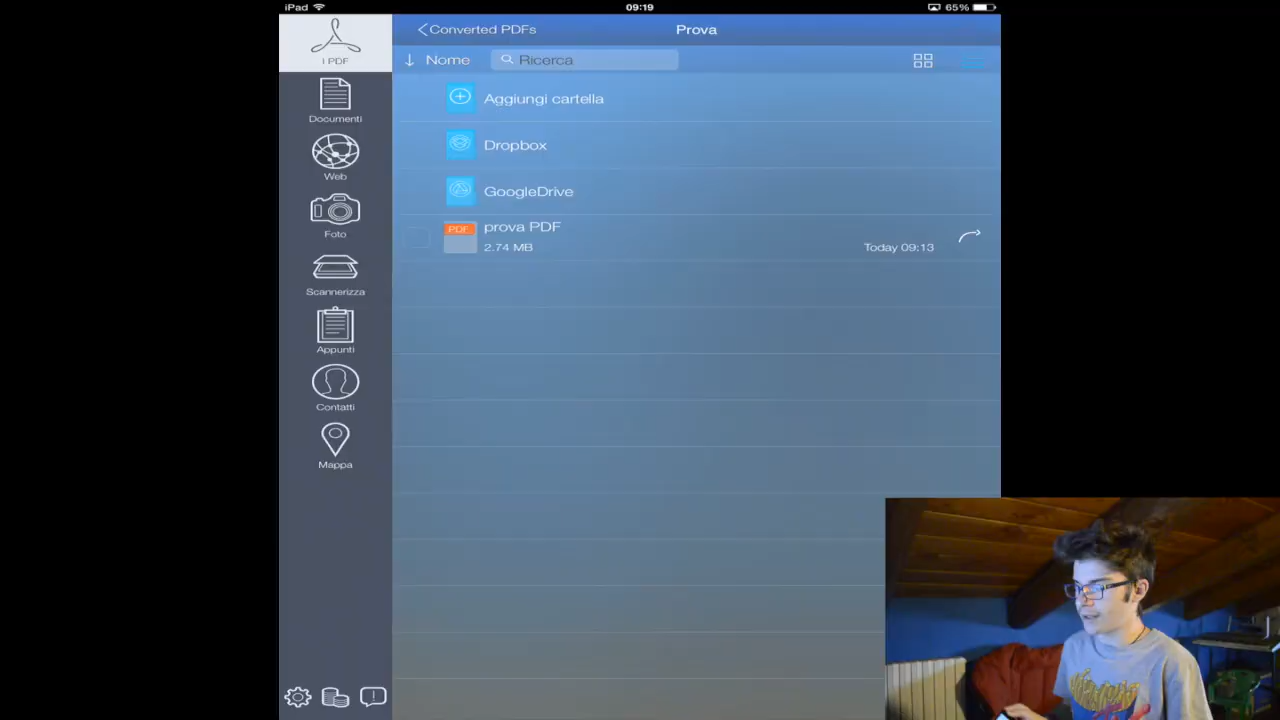 iPad 09:19 65%
Converted PDFs Prova
I PDF
Nome Ricerca
Aggiungi cartella
Documenti
Dropbox
Web
GoogleDrive
Foto
PDF prova PDF
2.74 MB Today 09:13
Scannerizza
Appunti
Contatti
Mappa